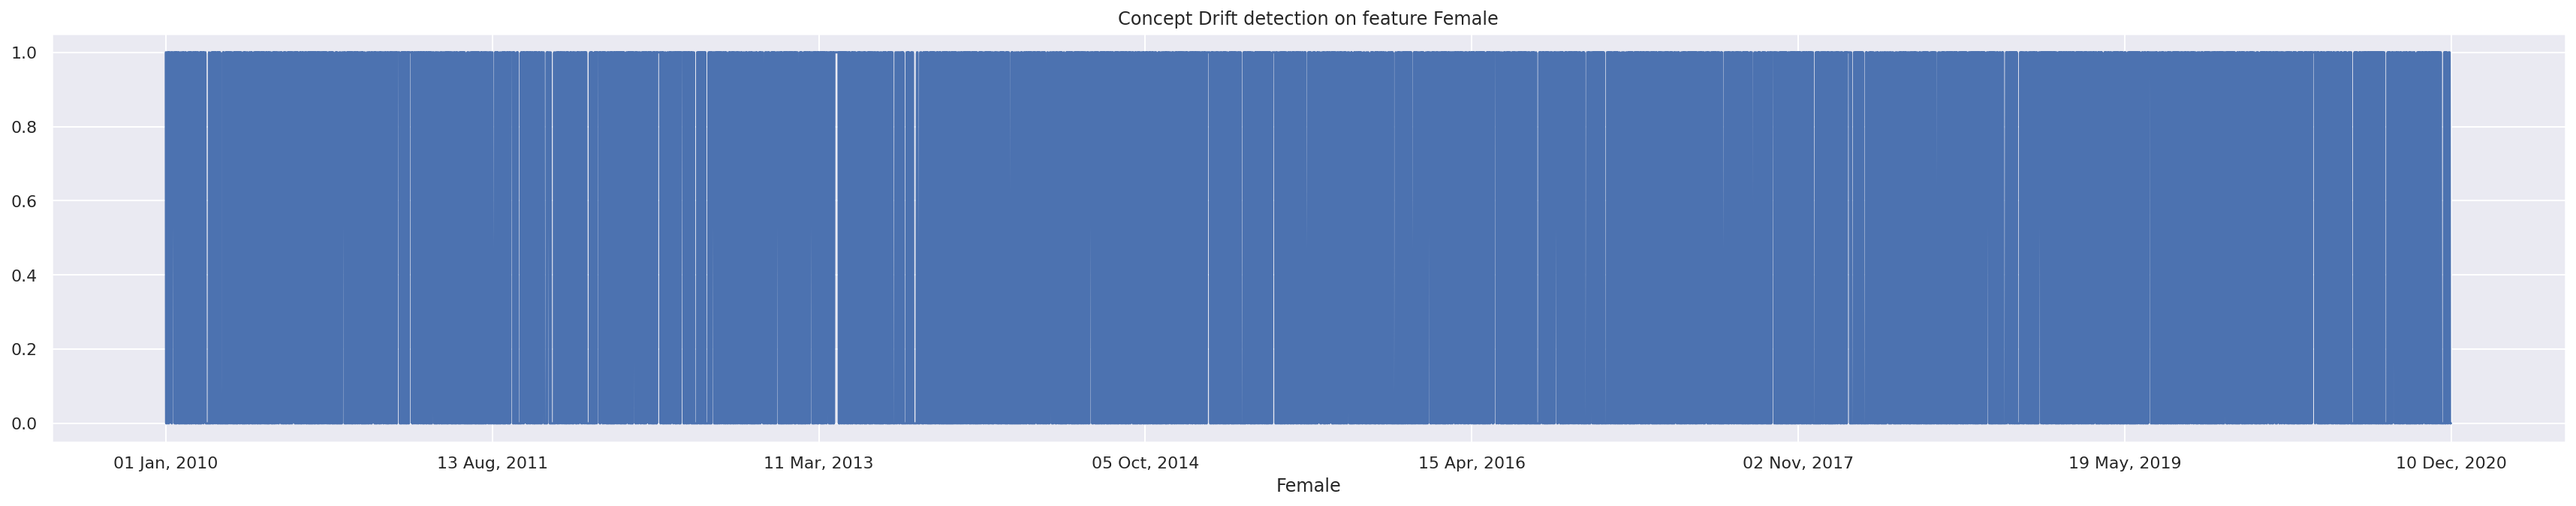 Concept Drift detection on feature Female
1.0
0.8
0.6
0.4
0.2
0.0
01 Jan, 2010 13 Aug, 2011 11 Mar, 2013 05 Oct, 2014 15 Apr, 2016 02 Nov, 2017 19 May, 2019 10 Dec, 2020
Female